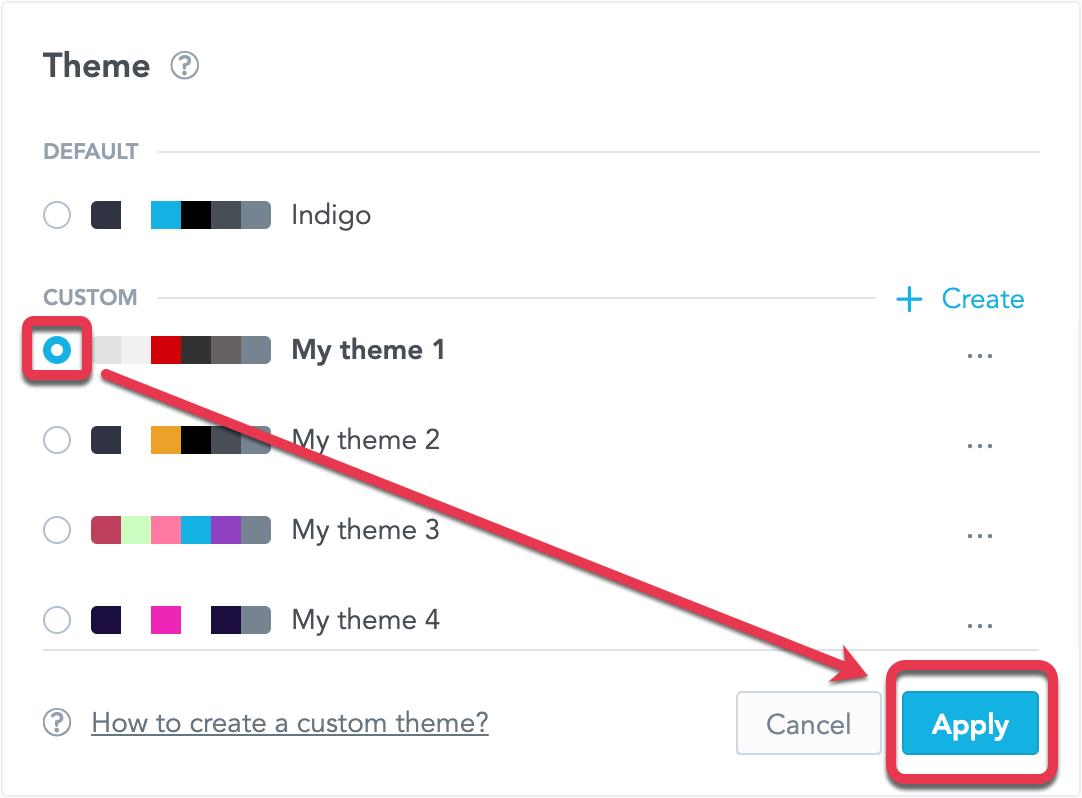 Theme ?
DEFAULT
Indigo
CUSTOM + Create
My theme 1 ...
My theme 2 ...
My theme 3 ...
My theme 4 ...
? How to create a custom theme? Cancel Apply